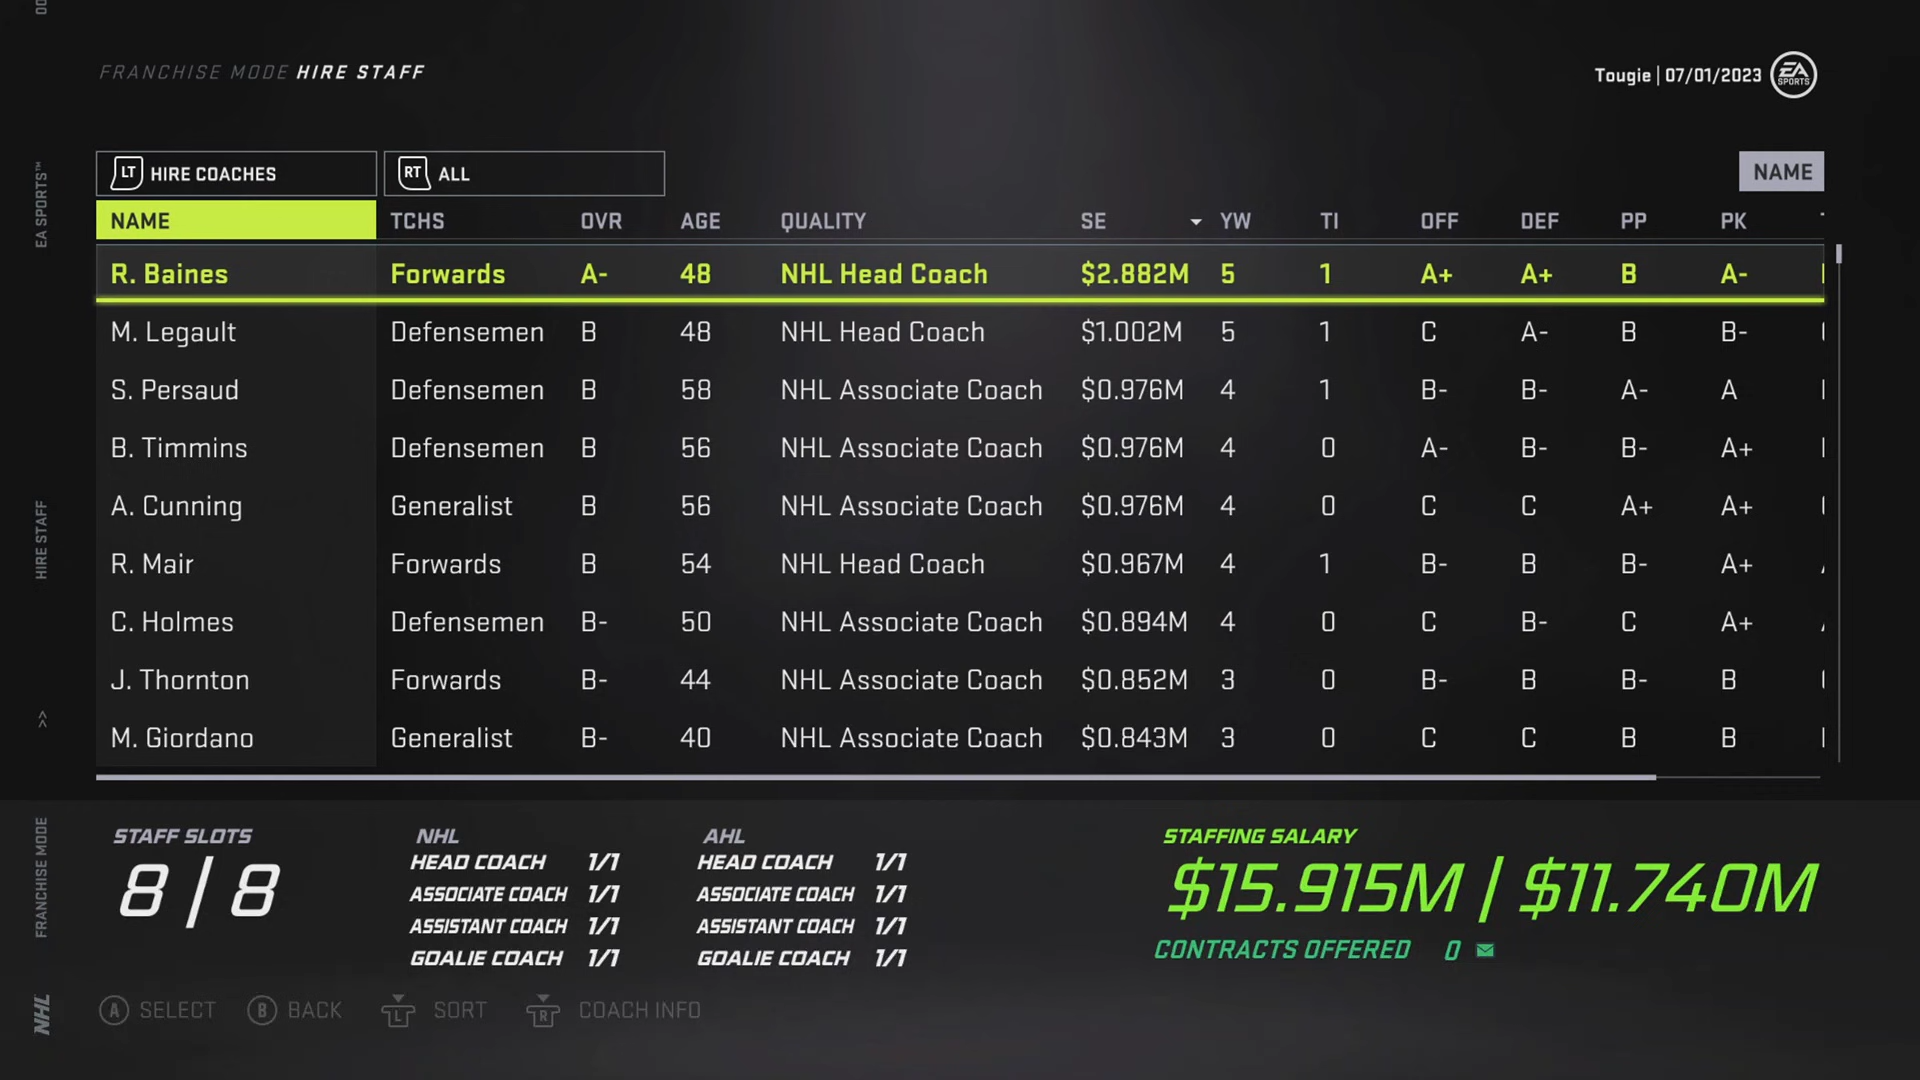 FRANCHISE MODE HIRE STAFF
Tougie | 07/01/2023 EA SPORTS
LT HIRE COACHES RT ALL NAME
NAME TCHS OVR AGE QUALITY SE YW TI OFF DEF PP PK
R. Baines Forwards A- 48 NHL Head Coach $2.882M 5 1 A+ A+ B A-
M. Legault Defensemen B 48 NHL Head Coach $1.002M 5 1 C A- B B-
S. Persaud Defensemen B 58 NHL Associate Coach $0.976M 4 1 B- B- A- A
B. Timmins Defensemen B 56 NHL Associate Coach $0.976M 4 0 A- B- B- A+
A. Cunning Generalist B 56 NHL Associate Coach $0.976M 4 0 C C A+ A+
R. Mair Forwards B 54 NHL Head Coach $0.967M 4 1 B- B B- A+
C. Holmes Defensemen B- 50 NHL Associate Coach $0.894M 4 0 C B- C A+
J. Thornton Forwards B- 44 NHL Associate Coach $0.852M 3 0 B- B B- B
M. Giordano Generalist B- 40 NHL Associate Coach $0.843M 3 0 C C B B
STAFF SLOTS
8 / 8
NHL
HEAD COACH 1/1
ASSOCIATE COACH 1/1
ASSISTANT COACH 1/1
GOALIE COACH 1/1
AHL
HEAD COACH 1/1
ASSOCIATE COACH 1/1
ASSISTANT COACH 1/1
GOALIE COACH 1/1
STAFFING SALARY
$15.915M | $11.740M
CONTRACTS OFFERED 0
A SELECT B BACK L SORT R COACH INFO
EA SPORTS™
HIRE STAFF
>>
FRANCHISE MODE
NHL